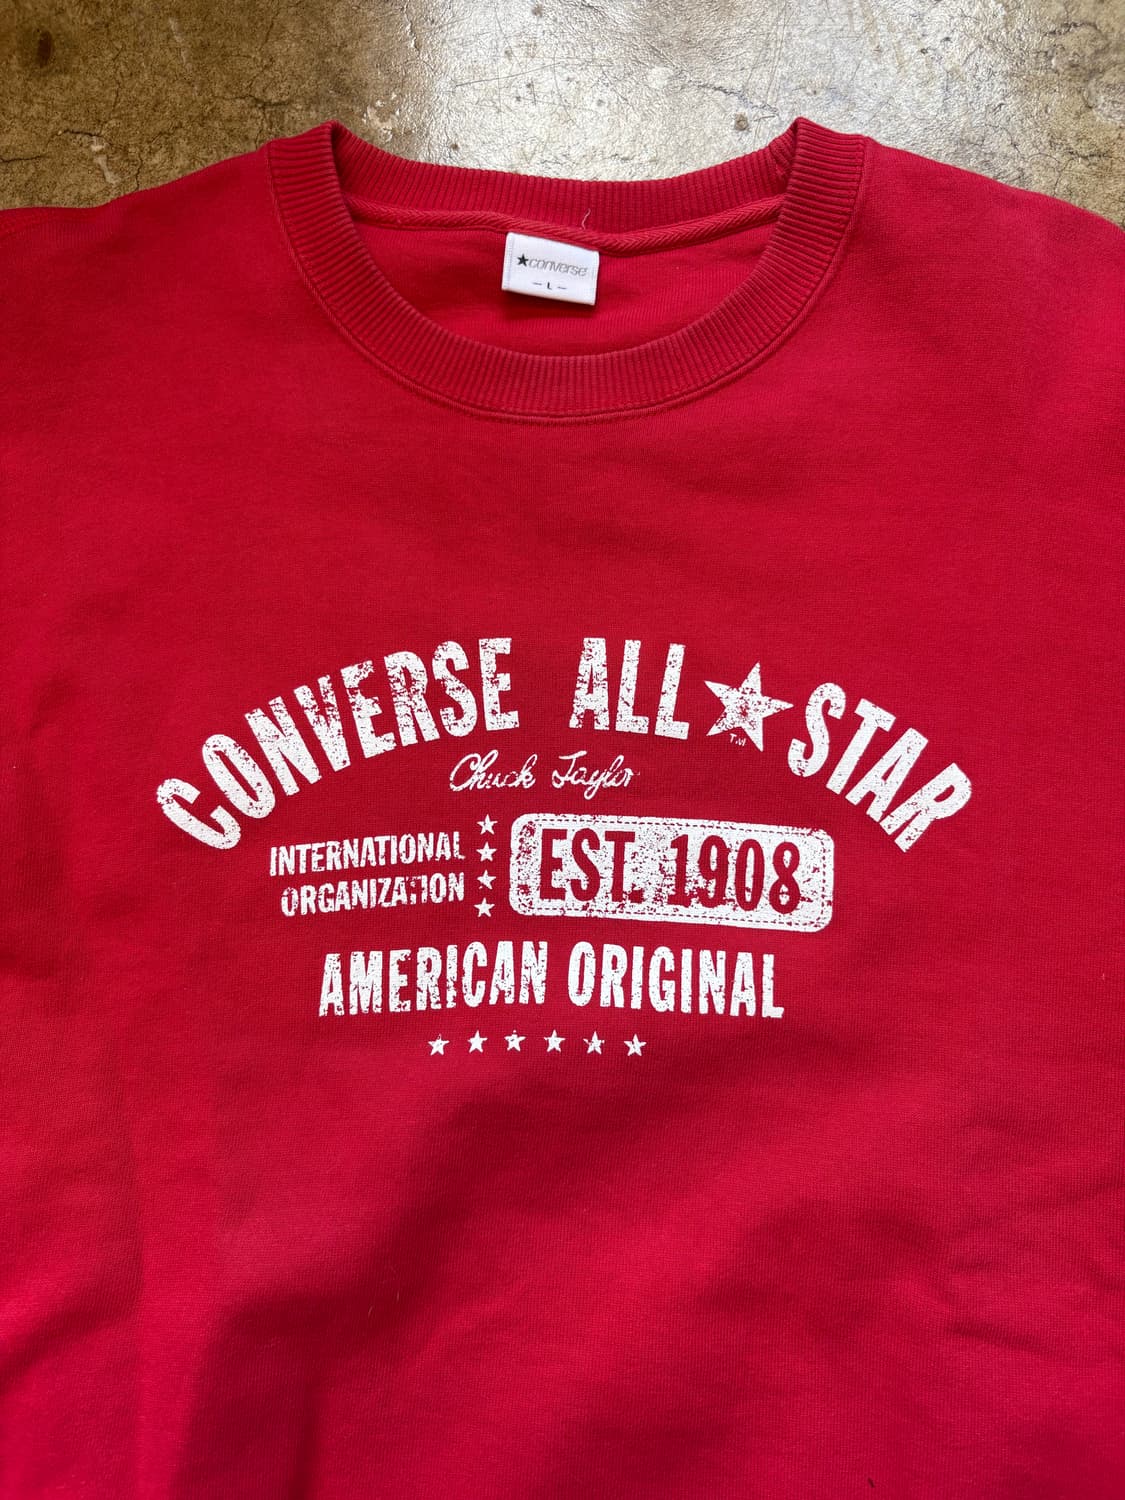 ★converse
- L -
CONVERSE ALL★STAR
TM
Chuck Taylor
INTERNATIONAL
ORGANIZATION
EST. 1908
AMERICAN ORIGINAL